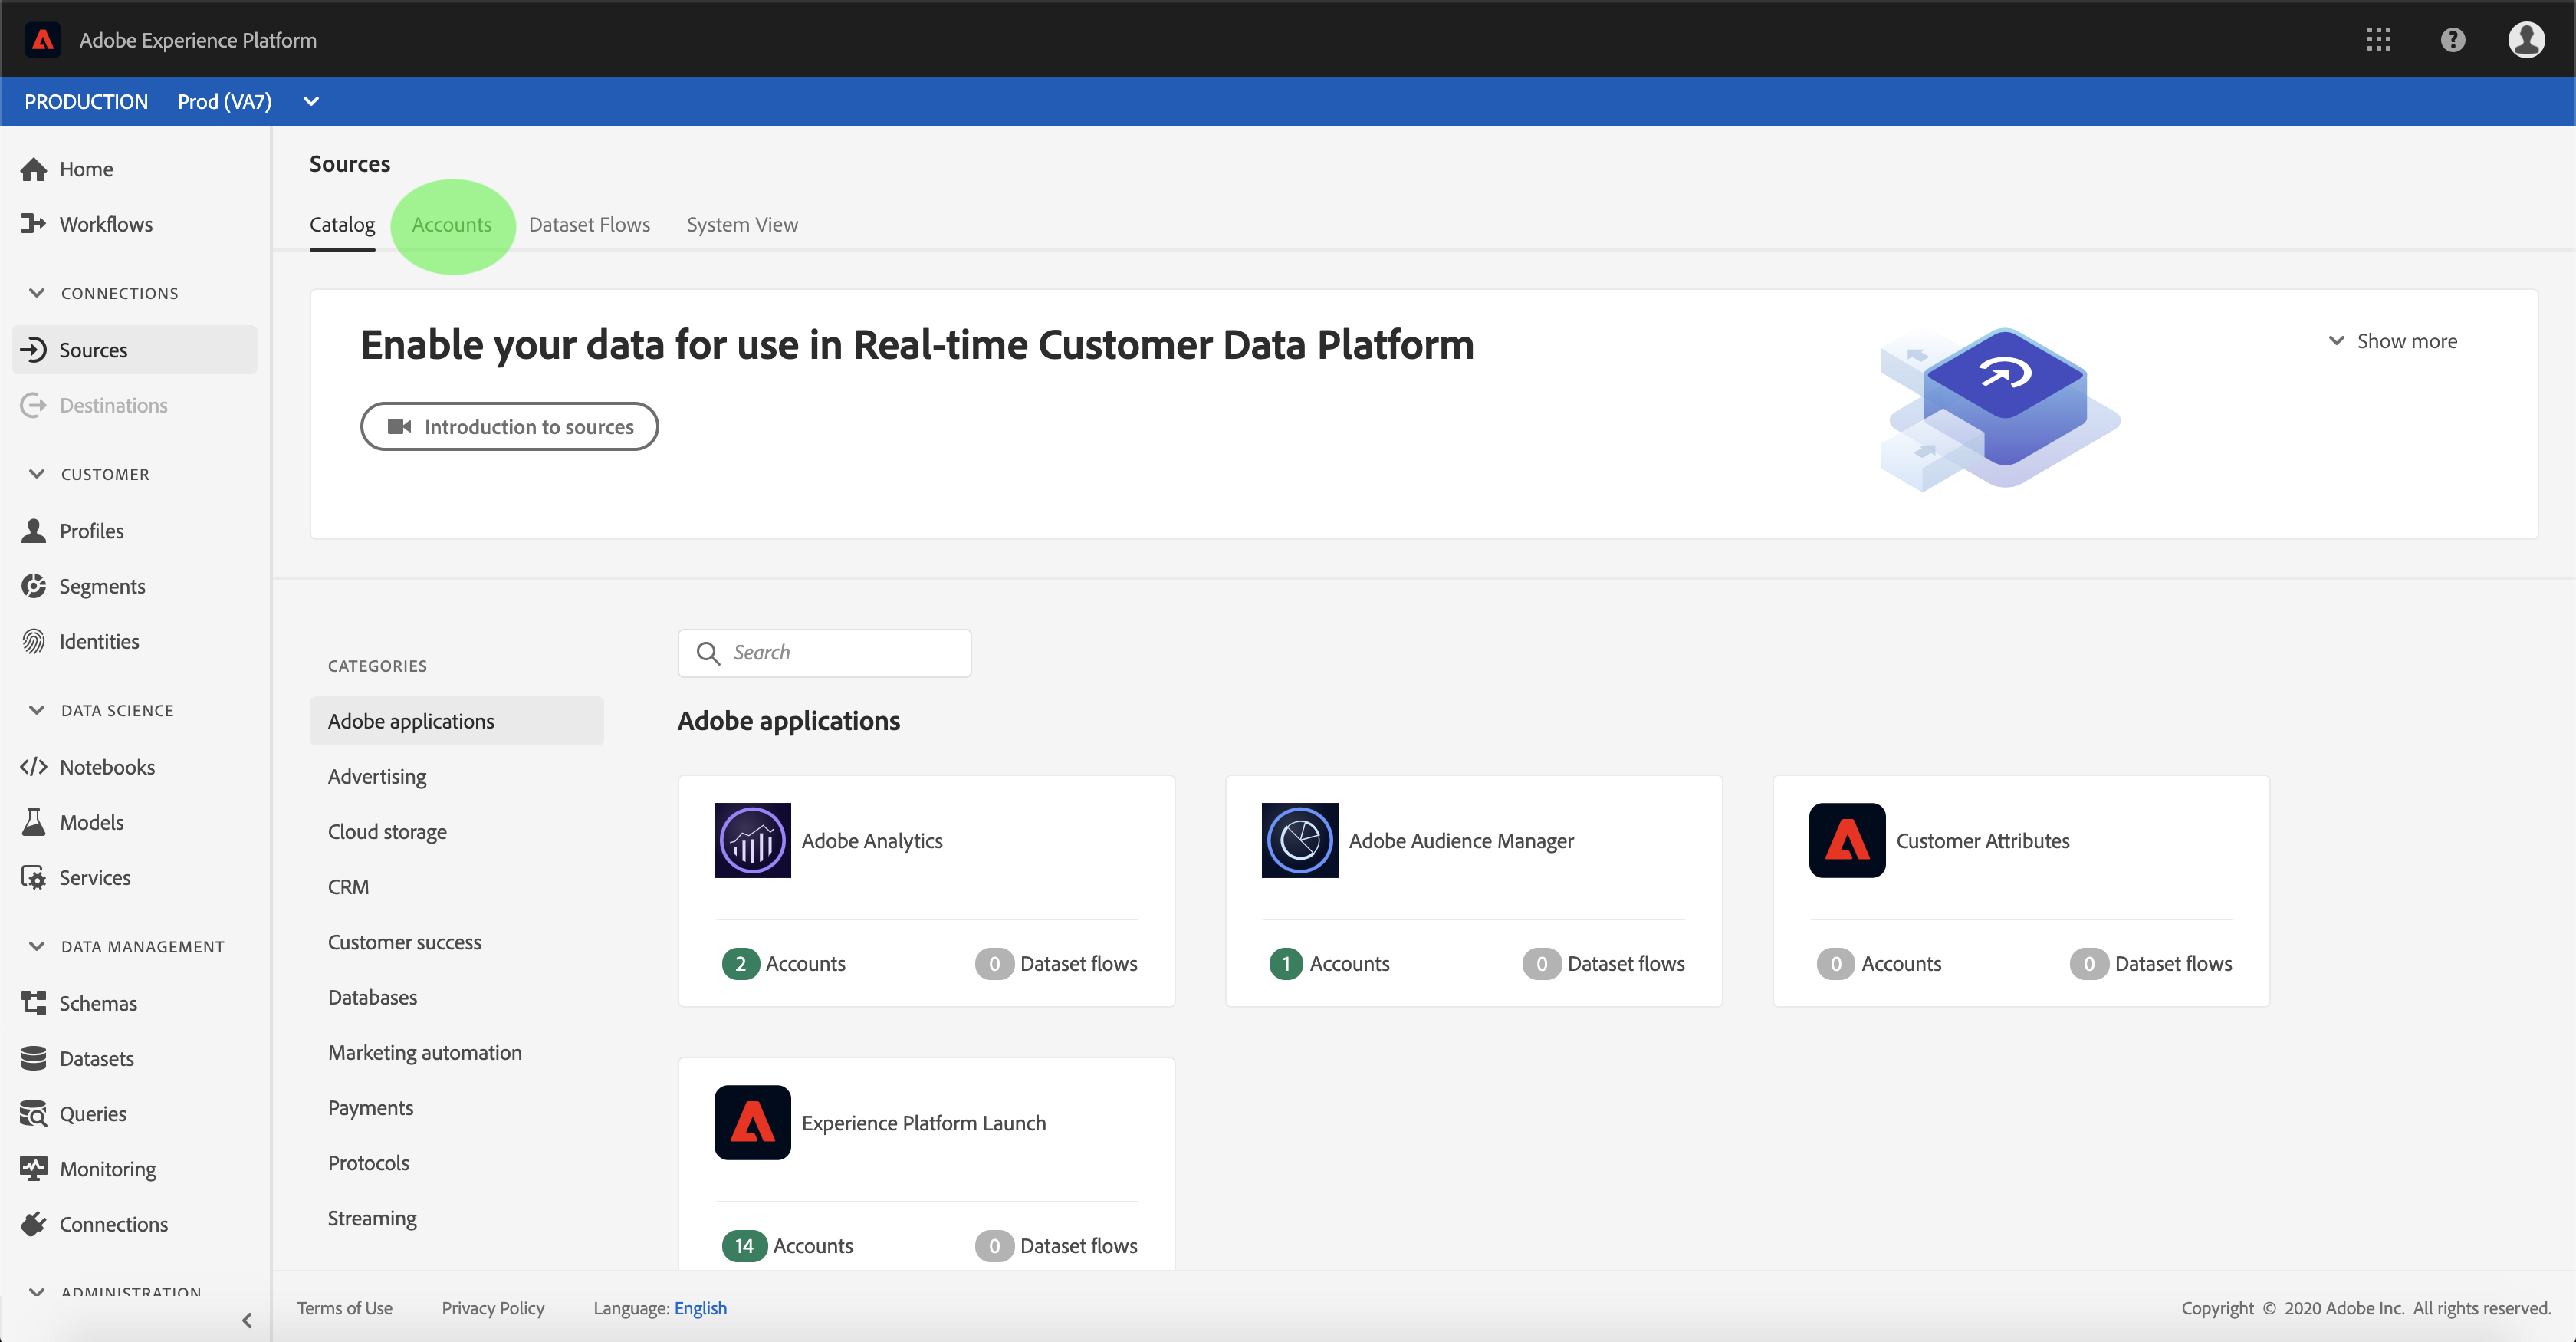 Adobe Experience Platform
PRODUCTION Prod (VA7)
Home
Workflows
CONNECTIONS
Sources
Destinations
CUSTOMER
Profiles
Segments
Identities
DATA SCIENCE
Notebooks
Models
Services
DATA MANAGEMENT
Schemas
Datasets
Queries
Monitoring
Connections
ADMINISTRATION
Sources
Catalog Accounts Dataset Flows System View
Enable your data for use in Real-time Customer Data Platform
Show more
Introduction to sources
CATEGORIES
Adobe applications
Advertising
Cloud storage
CRM
Customer success
Databases
Marketing automation
Payments
Protocols
Streaming
Search
Adobe applications
Adobe Analytics
2 Accounts 0 Dataset flows
Adobe Audience Manager
1 Accounts 0 Dataset flows
Customer Attributes
0 Accounts 0 Dataset flows
Experience Platform Launch
14 Accounts 0 Dataset flows
Terms of Use Privacy Policy Language: English
Copyright © 2020 Adobe Inc. All rights reserved.